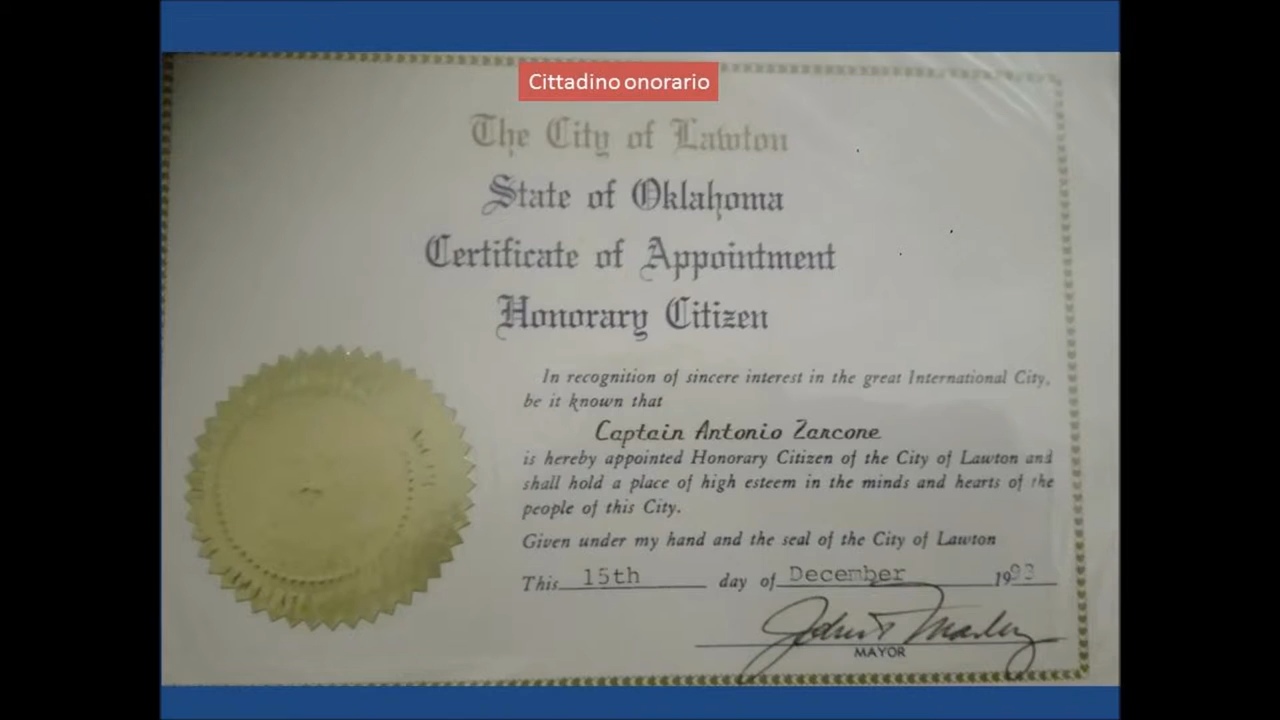 Cittadino onorario
The City of Lawton
State of Oklahoma
Certificate of Appointment
Honorary Citizen
In recognition of sincere interest in the great International City,
be it known that
Captain Antonio Zarcone
is hereby appointed Honorary Citizen of the City of Lawton and
shall hold a place of high esteem in the minds and hearts of the
people of this City.
Given under my hand and the seal of the City of Lawton
This 15th day of December 1993
MAYOR